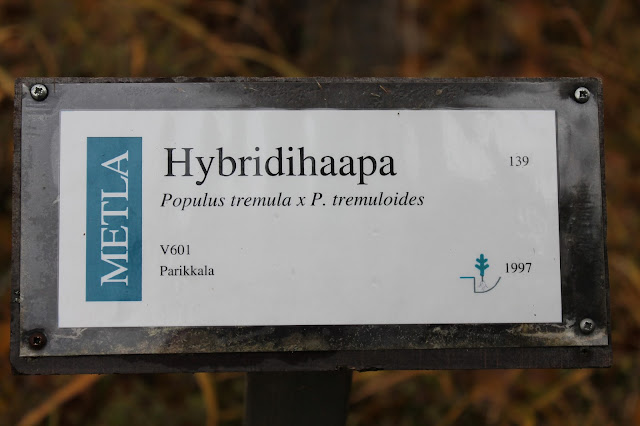 METLA
Hybridihaapa
139
Populus tremula x P. tremuloides
V601
Parikkala
1997